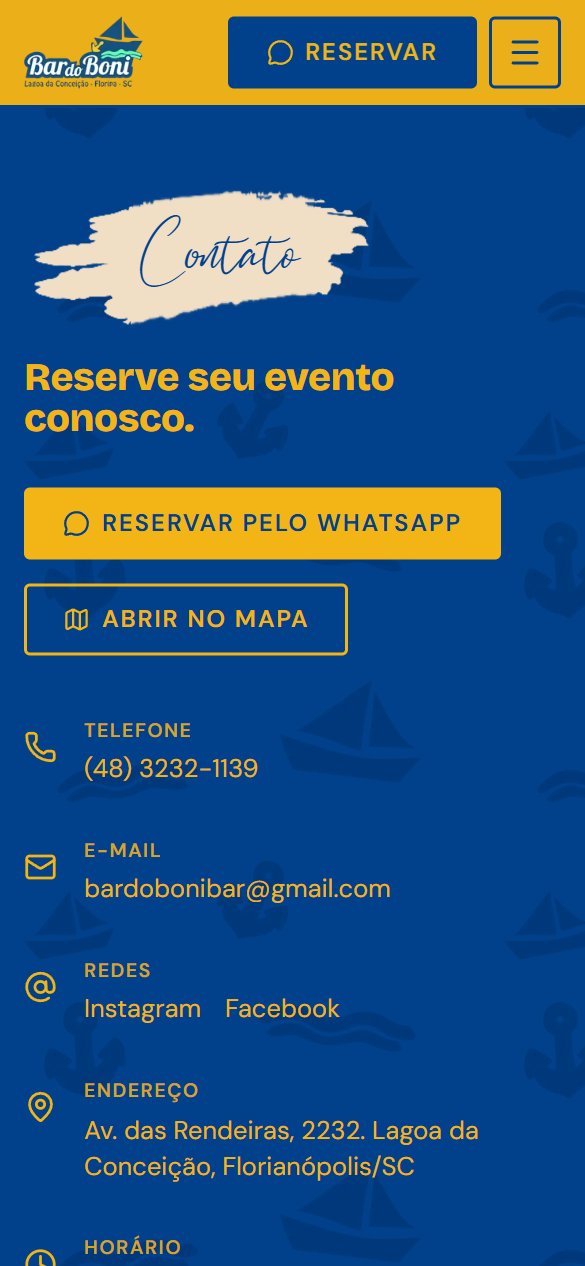 Bar do Boni
Lagoa da Conceição - Floripa - SC
RESERVAR
Contato
Reserve seu evento
conosco.
RESERVAR PELO WHATSAPP
ABRIR NO MAPA
TELEFONE
(48) 3232-1139
E-MAIL
bardobonibar@gmail.com
REDES
Instagram Facebook
ENDEREÇO
Av. das Rendeiras, 2232. Lagoa da
Conceição, Florianópolis/SC
HORÁRIO